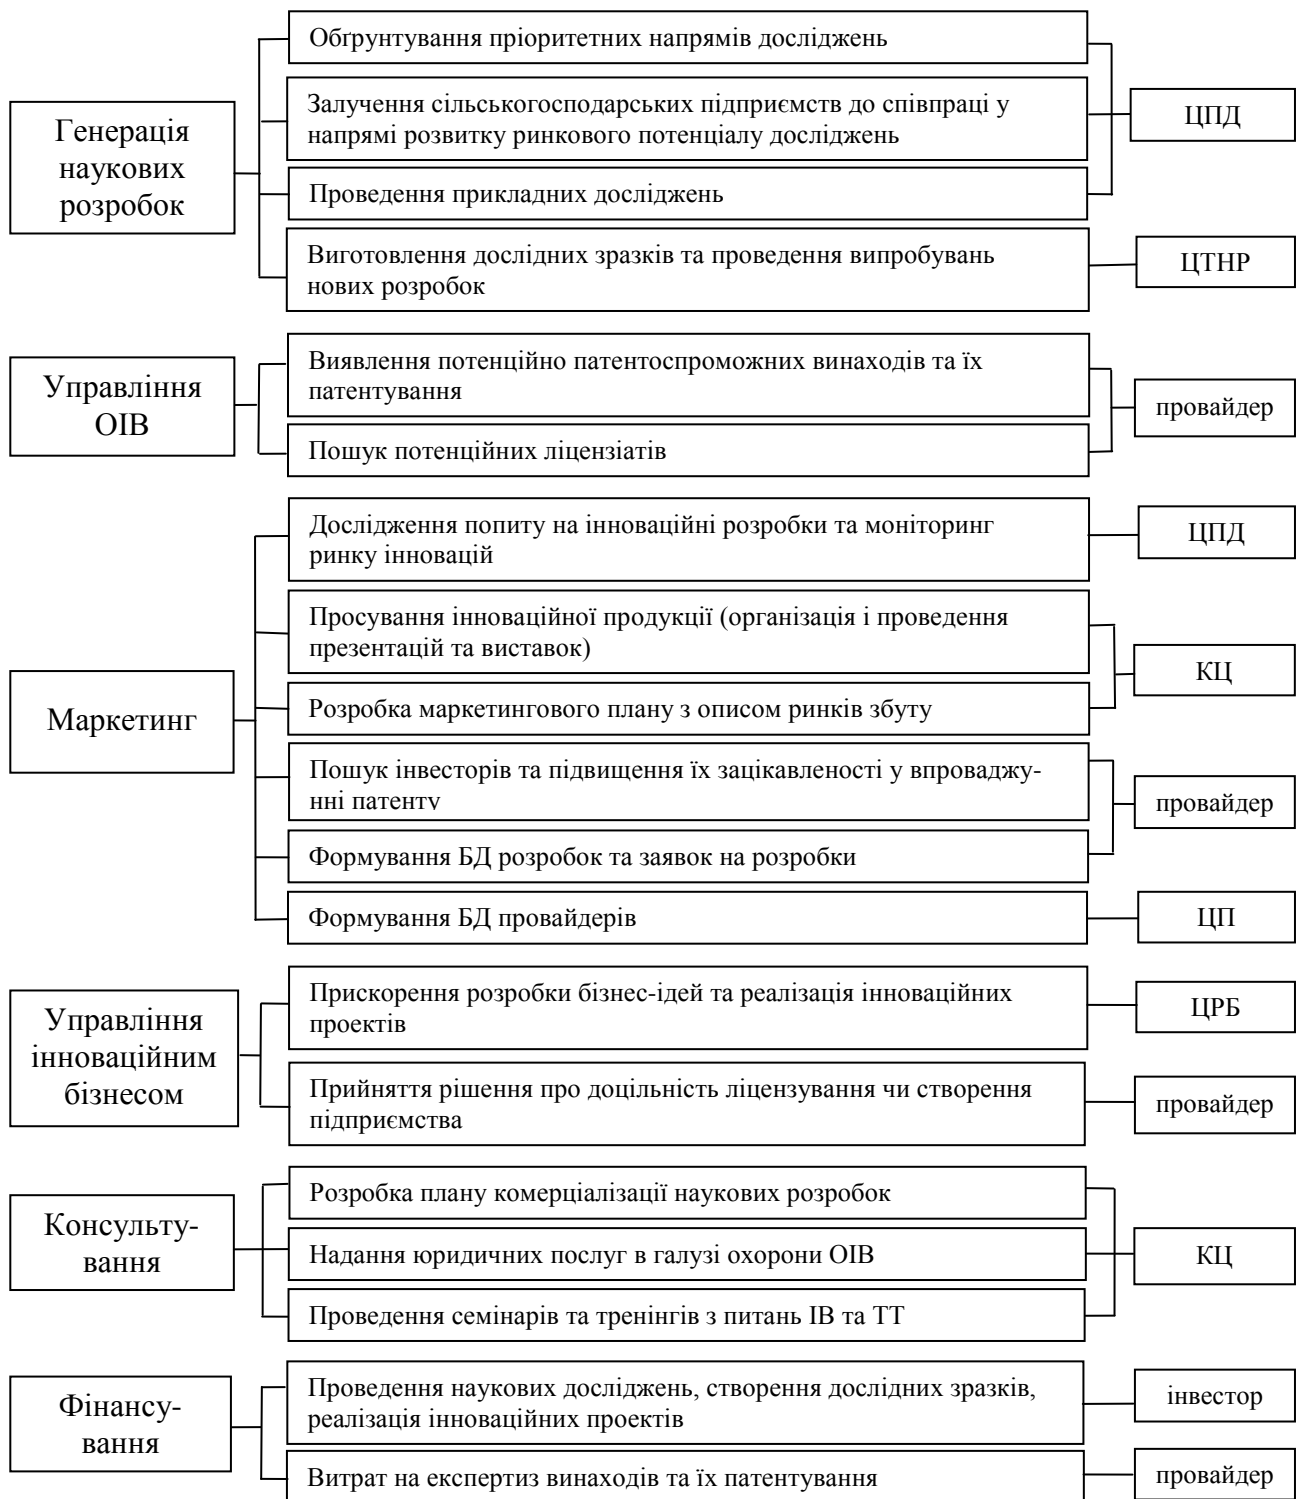 Генерація
наукових
розробок
Обґрунтування пріоритетних напрямів досліджень
Залучення сільськогосподарських підприємств до співпраці у
напрямі розвитку ринкового потенціалу досліджень
Проведення прикладних досліджень
ЦПД
Виготовлення дослідних зразків та проведення випробувань
нових розробок
ЦТНР
Управління
ОІВ
Виявлення потенційно патентоспроможних винаходів та їх
патентування
Пошук потенційних ліцензіатів
провайдер
Маркетинг
Дослідження попиту на інноваційні розробки та моніторинг
ринку інновацій
ЦПД
Просування інноваційної продукції (організація і проведення
презентацій та виставок)
Розробка маркетингового плану з описом ринків збуту
КЦ
Пошук інвесторів та підвищення їх зацікавленості у впроваджу-
нні патенту
Формування БД розробок та заявок на розробки
провайдер
Формування БД провайдерів
ЦП
Управління
інноваційним
бізнесом
Прискорення розробки бізнес-ідей та реалізація інноваційних
проектів
ЦРБ
Прийняття рішення про доцільність ліцензування чи створення
підприємства
провайдер
Консульту-
вання
Розробка плану комерціалізації наукових розробок
Надання юридичних послуг в галузі охорони ОІВ
Проведення семінарів та тренінгів з питань ІВ та ТТ
КЦ
Фінансу-
вання
Проведення наукових досліджень, створення дослідних зразків,
реалізація інноваційних проектів
інвестор
Витрат на експертиз винаходів та їх патентування
провайдер